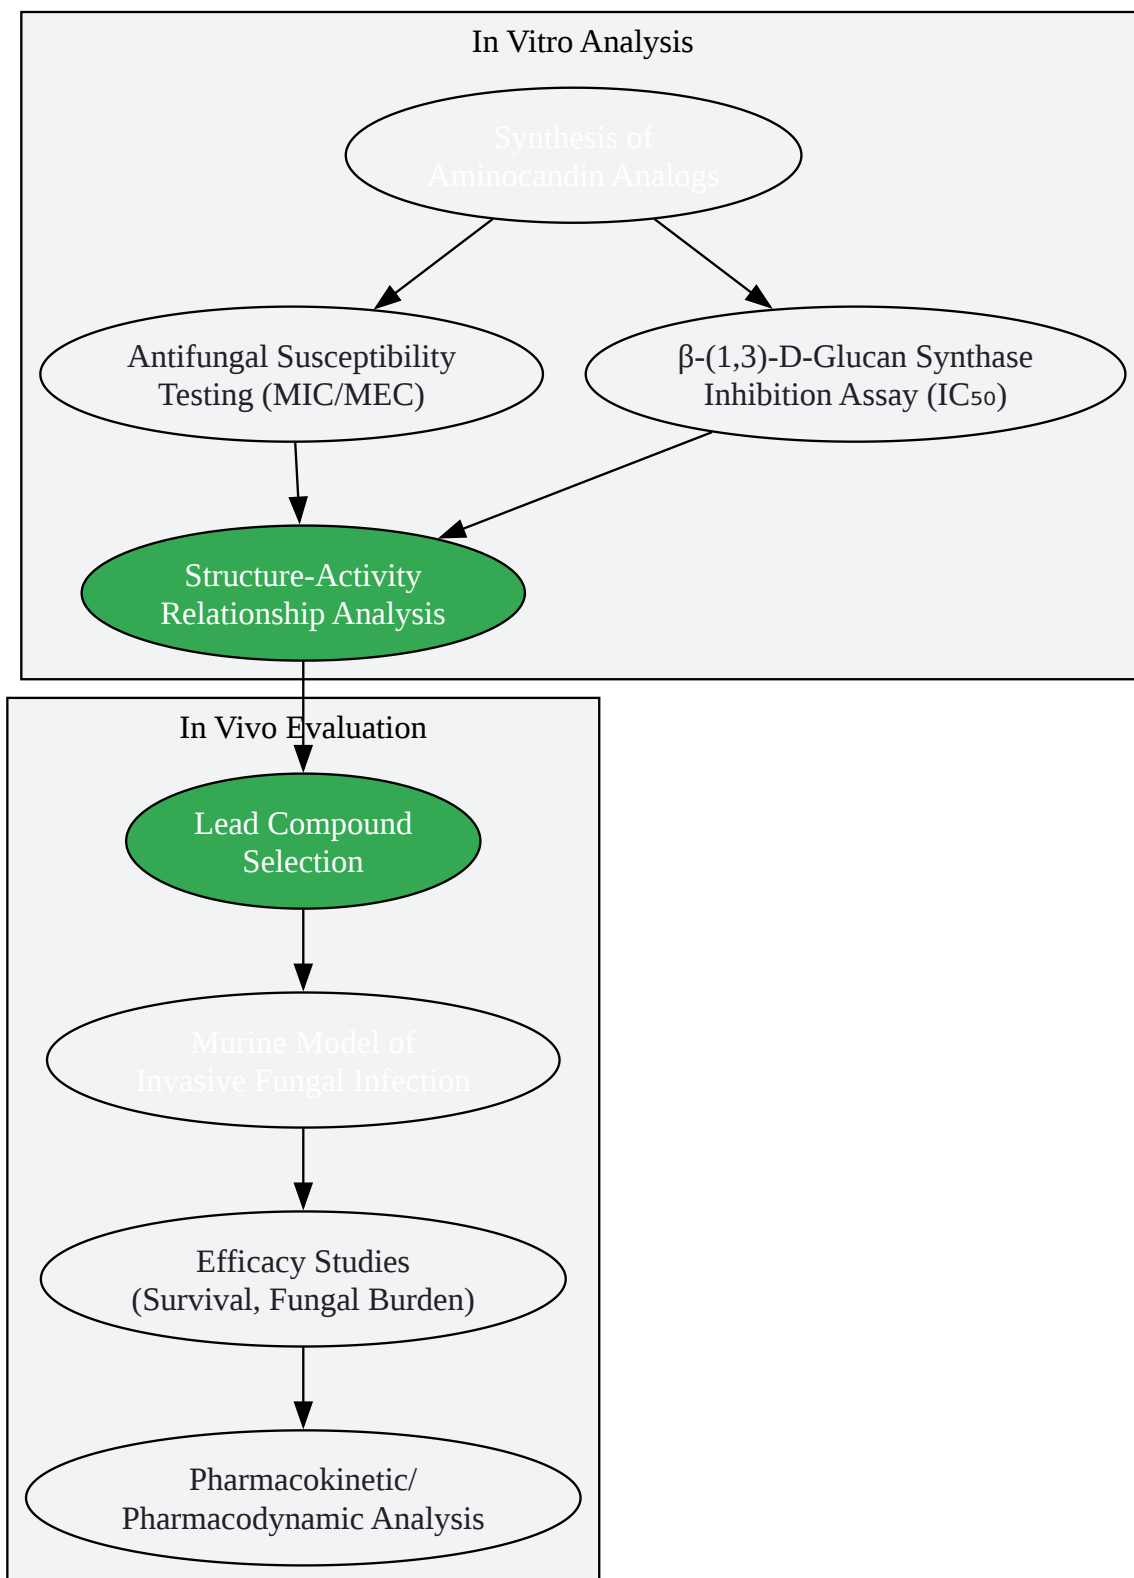 In Vitro Analysis
Synthesis of
Aminocandin Analogs
Antifungal Susceptibility
Testing (MIC/MEC)
β-(1,3)-D-Glucan Synthase
Inhibition Assay (IC₅₀)
Structure-Activity
Relationship Analysis
In Vivo Evaluation
Lead Compound
Selection
Murine Model of
Invasive Fungal Infection
Efficacy Studies
(Survival, Fungal Burden)
Pharmacokinetic/
Pharmacodynamic Analysis